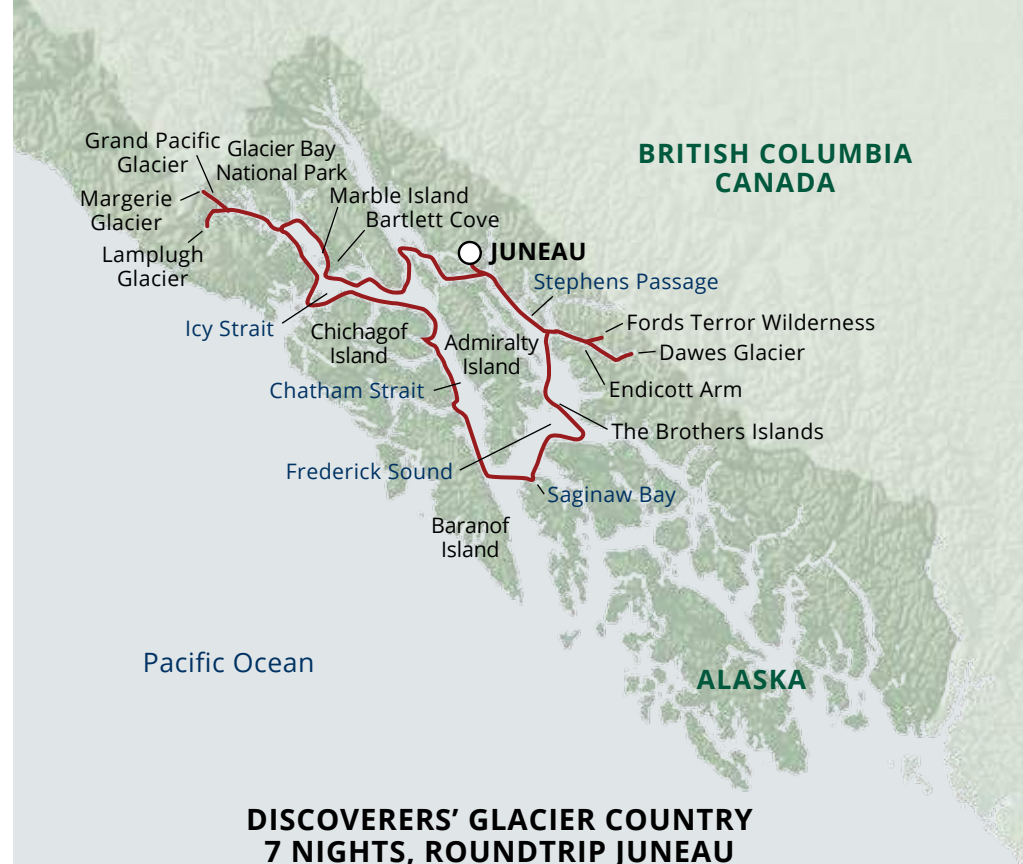 Grand Pacific
Glacier
Glacier Bay
National Park
Margerie
Glacier
Marble Island
Bartlett Cove
Lamplugh
Glacier
JUNEAU
BRITISH COLUMBIA
CANADA
Stephens Passage
Icy Strait
Chichagof
Island
Admiralty
Island
Fords Terror Wilderness
Dawes Glacier
Endicott Arm
Chatham Strait
The Brothers Islands
Frederick Sound
Saginaw Bay
Baranof
Island
Pacific Ocean
ALASKA
DISCOVERERS’ GLACIER COUNTRY
7 NIGHTS, ROUNDTRIP JUNEAU